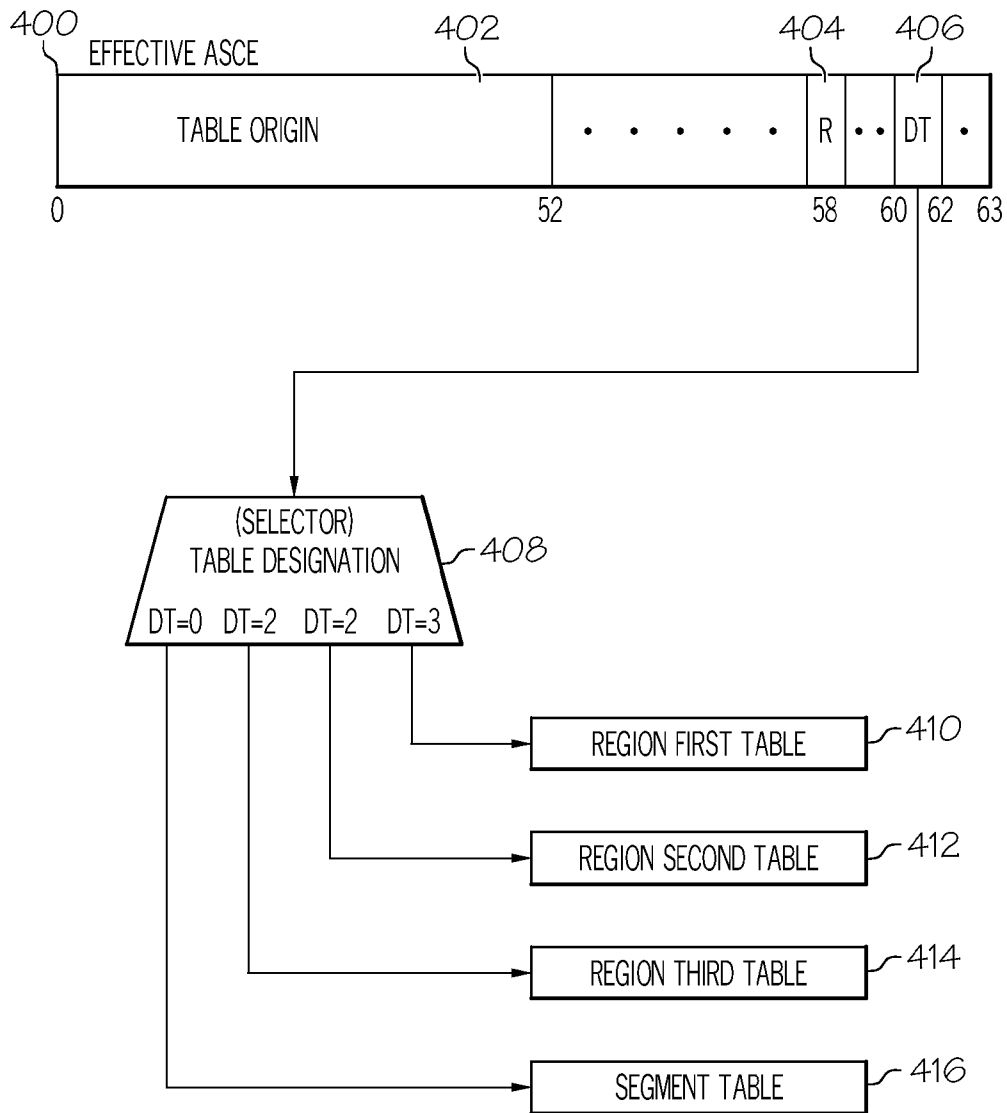 400 402 404 406
EFFECTIVE ASCE
TABLE ORIGIN R DT
0 52 58 60 62 63
(SELECTOR)
TABLE DESIGNATION
408
DT=0 DT=2 DT=2 DT=3
REGION FIRST TABLE 410
REGION SECOND TABLE 412
REGION THIRD TABLE 414
SEGMENT TABLE 416